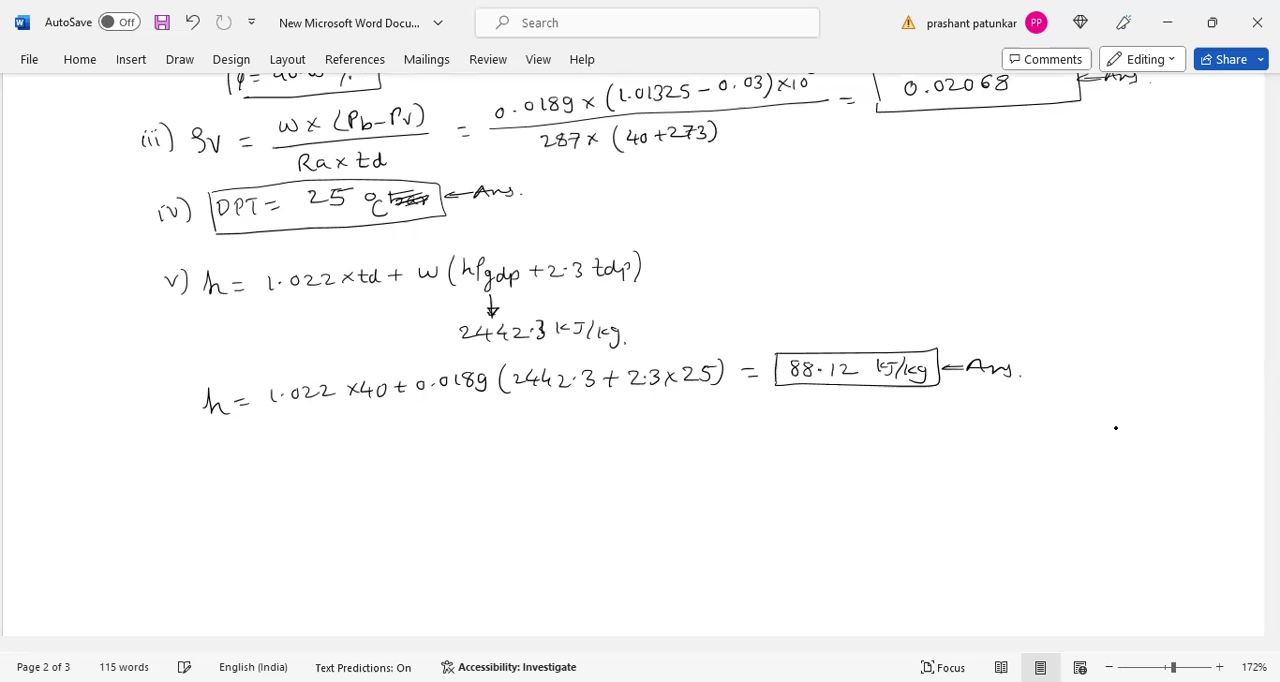 AutoSave Off New Microsoft Word Docu... Search prashant patunkar PP
File Home Insert Draw Design Layout References Mailings Review View Help Comments Editing Share
0.02068 ← Ans.
iii) ϱv = w × (Pb-Pv) / Ra × td = 0.0189 × (1.01325 - 0.03) ×10 / 287 × (40+273) =
iv) DPT = 25 °C ← Ans.
v) h = 1.022 × td + w (hfgdp + 2.3 tdp)
2442.3 KJ/kg.
h = 1.022 ×40 + 0.0189 (2442.3 + 2.3×25) = 88.12 KJ/kg ← Ans.
Page 2 of 3 115 words English (India) Text Predictions: On Accessibility: Investigate Focus 172%